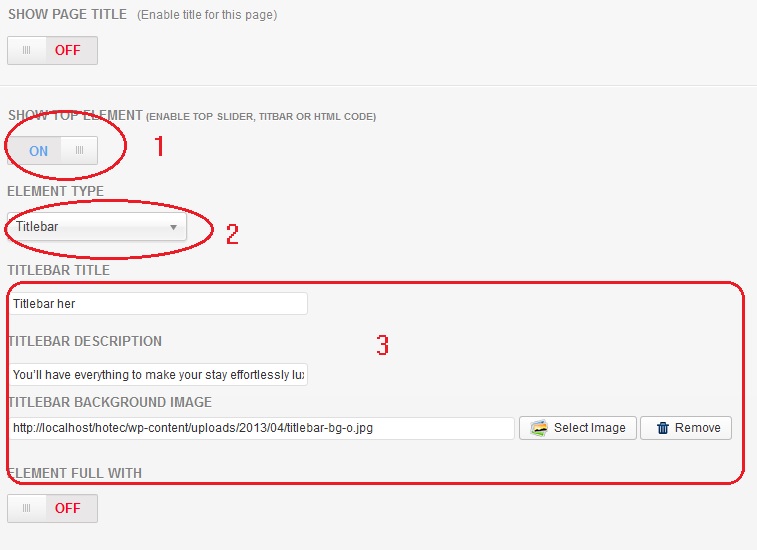 SHOW PAGE TITLE (Enable title for this page)
OFF
SHOW TOP ELEMENT (ENABLE TOP SLIDER, TITBAR OR HTML CODE)
ON
1
ELEMENT TYPE
Titlebar
2
TITLEBAR TITLE
Titlebar her
TITLEBAR DESCRIPTION
3
You'll have everything to make your stay effortlessly lux
TITLEBAR BACKGROUND IMAGE
http://localhost/hotec/wp-content/uploads/2013/04/titlebar-bg-o.jpg Select Image Remove
ELEMENT FULL WITH
OFF